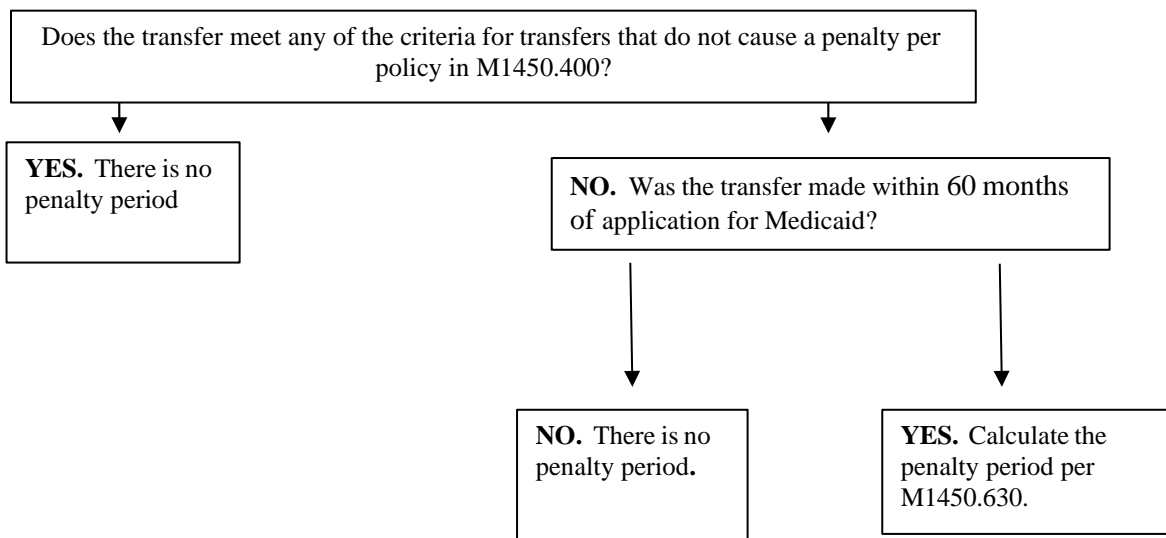 Does the transfer meet any of the criteria for transfers that do not cause a penalty per
policy in M1450.400?
YES. There is no
penalty period
NO. Was the transfer made within 60 months
of application for Medicaid?
NO. There is no
penalty period.
YES. Calculate the
penalty period per
M1450.630.